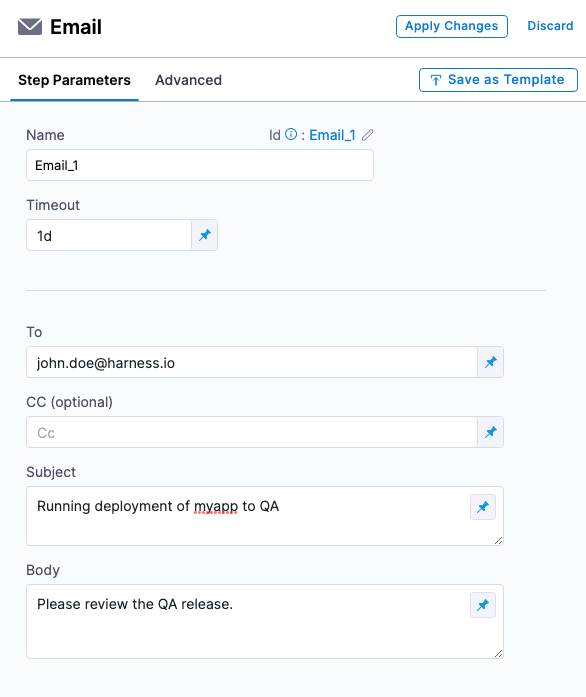 Email
Apply Changes
Discard
Step Parameters
Advanced
Save as Template
Name
Id : Email_1
Email_1
Timeout
1d
To
john.doe@harness.io
CC (optional)
Cc
Subject
Running deployment of myapp to QA
Body
Please review the QA release.